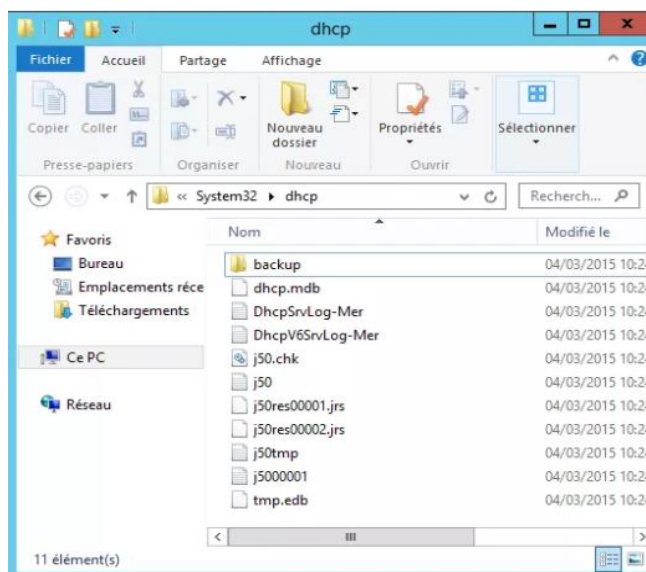 dhcp
Fichier Accueil Partage Affichage
Copier Coller Nouveau dossier Propriétés Sélectionner
Presse-papiers Organiser Nouveau Ouvrir
« System32 ▸ dhcp Recherch...
Nom Modifié le
Favoris
Bureau
Emplacements réce
Téléchargements
Ce PC
Réseau
backup 04/03/2015 10:2
dhcp.mdb 04/03/2015 10:2
DhcpSrvLog-Mer 04/03/2015 10:2
DhcpV6SrvLog-Mer 04/03/2015 10:2
j50.chk 04/03/2015 10:2
j50 04/03/2015 10:2
j50res00001.jrs 04/03/2015 10:2
j50res00002.jrs 04/03/2015 10:2
j50tmp 04/03/2015 10:2
j5000001 04/03/2015 10:2
tmp.edb 04/03/2015 10:2
11 élément(s)